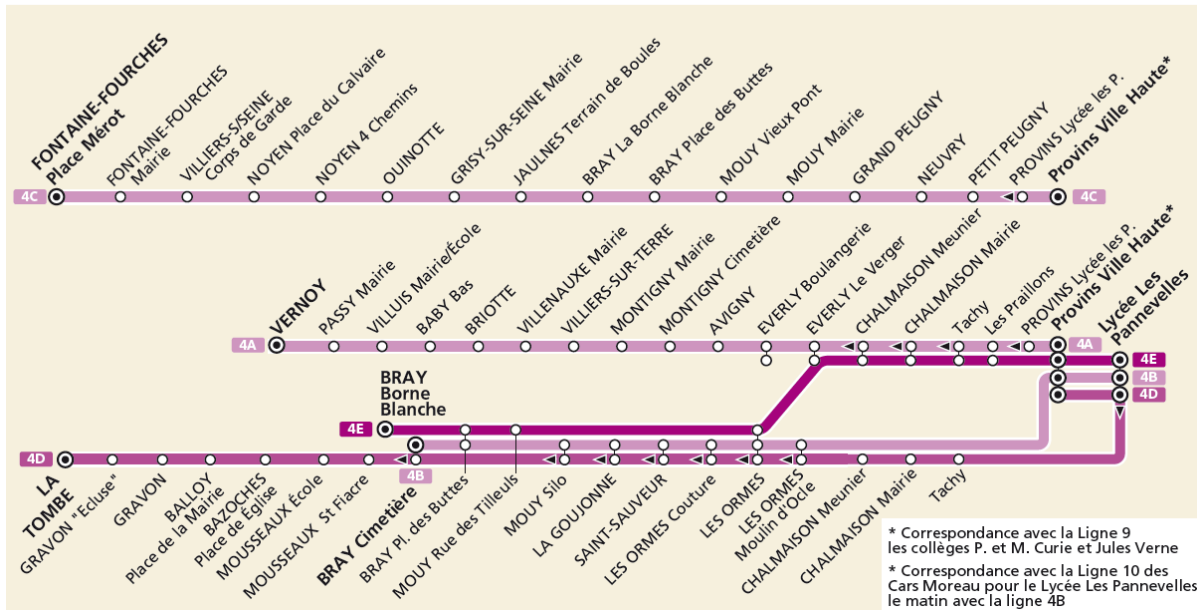 FONTAINE-FOURCHES
Place Mérot
FONTAINE-FOURCHES
Mairie
VILLIERS-S/SEINE
Corps de Garde
NOYEN Place du Calvaire
NOYEN 4 Chemins
OUINOTTE
GRISY-SUR-SEINE Mairie
JAULNES Terrain de Boules
BRAY La Borne Blanche
BRAY Place des Buttes
MOUY Vieux Pont
MOUY Mairie
GRAND PEUGNY
NEUVRY
PETIT PEUGNY
PROVINS Lycée les P.
Provins Ville Haute*
4C
4C
VERNOY
PASSY Mairie
VILLUIS Mairie/École
BABY Bas
BRIOTTE
VILLENAUXE Mairie
VILLIERS-SUR-TERRE
MONTIGNY Mairie
MONTIGNY Cimetière
AVIGNY
EVERLY Boulangerie
EVERLY Le Verger
CHALMAISON Meunier
CHALMAISON Mairie
Tachy
Les Praillons
PROVINS Lycée les P.
Provins Ville Haute*
Lycée Les
Pannevelles
4A
4A
4E
4B
4D
BRAY
Borne
Blanche
4E
4D
4B
LA
TOMBE
GRAVON "Ecluse"
GRAVON
BALLOY
Place de la Mairie
BAZOCHES
Place de Église
MOUSSEAUX École
MOUSSEAUX St Fiacre
BRAY Cimetière
BRAY Pl. des Buttes
MOUY Rue des Tilleuls
MOUY Silo
LA GOUJONNE
SAINT-SAUVEUR
LES ORMES Couture
LES ORMES
LES ORMES
Moulin d'Ocle
CHALMAISON Meunier
CHALMAISON Mairie
Tachy
* Correspondance avec la Ligne 9
les collèges P. et M. Curie et Jules Verne
* Correspondance avec la Ligne 10 des
Cars Moreau pour le Lycée Les Pannevelles
le matin avec la ligne 4B